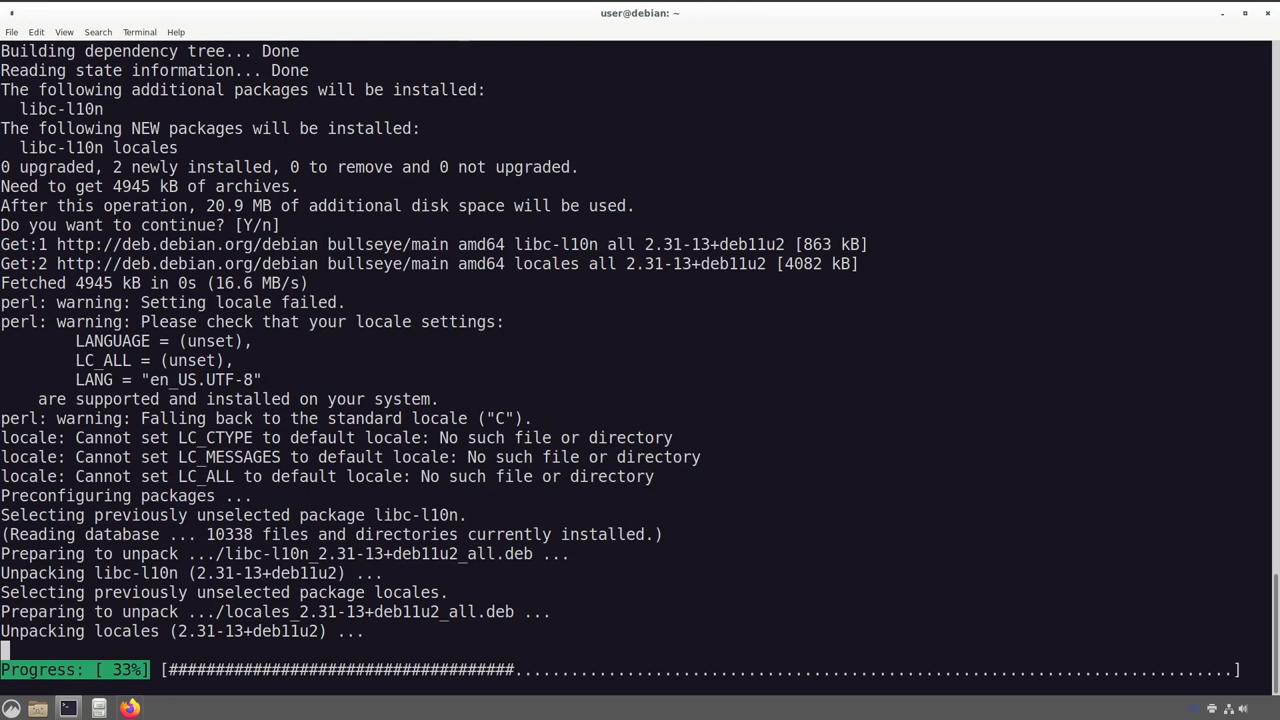 user@debian: ~
File Edit View Search Terminal Help
Building dependency tree... Done
Reading state information... Done
The following additional packages will be installed:
  libc-l10n
The following NEW packages will be installed:
  libc-l10n locales
0 upgraded, 2 newly installed, 0 to remove and 0 not upgraded.
Need to get 4945 kB of archives.
After this operation, 20.9 MB of additional disk space will be used.
Do you want to continue? [Y/n]
Get:1 http://deb.debian.org/debian bullseye/main amd64 libc-l10n all 2.31-13+deb11u2 [863 kB]
Get:2 http://deb.debian.org/debian bullseye/main amd64 locales all 2.31-13+deb11u2 [4082 kB]
Fetched 4945 kB in 0s (16.6 MB/s)
perl: warning: Setting locale failed.
perl: warning: Please check that your locale settings:
        LANGUAGE = (unset),
        LC_ALL = (unset),
        LANG = "en_US.UTF-8"
    are supported and installed on your system.
perl: warning: Falling back to the standard locale ("C").
locale: Cannot set LC_CTYPE to default locale: No such file or directory
locale: Cannot set LC_MESSAGES to default locale: No such file or directory
locale: Cannot set LC_ALL to default locale: No such file or directory
Preconfiguring packages ...
Selecting previously unselected package libc-l10n.
(Reading database ... 10338 files and directories currently installed.)
Preparing to unpack .../libc-l10n_2.31-13+deb11u2_all.deb ...
Unpacking libc-l10n (2.31-13+deb11u2) ...
Selecting previously unselected package locales.
Preparing to unpack .../locales_2.31-13+deb11u2_all.deb ...
Unpacking locales (2.31-13+deb11u2) ...
Progress: [ 33%] [#####################################.............................................................................]